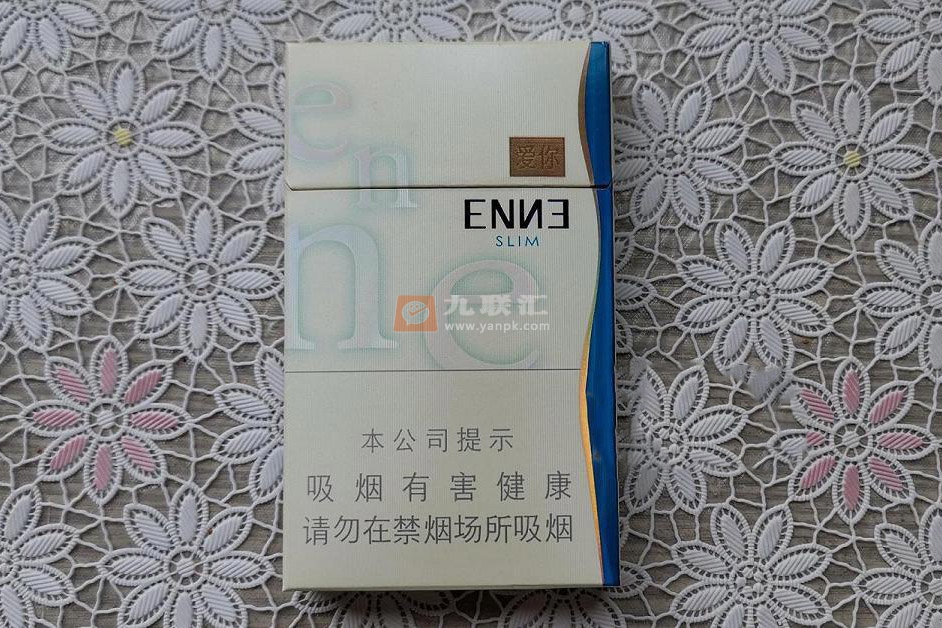 e
n
n
e
爱你
ENNE
SLIM
九联汇
www.yanpk.com
本公司提示
吸烟有害健康
请勿在禁烟场所吸烟